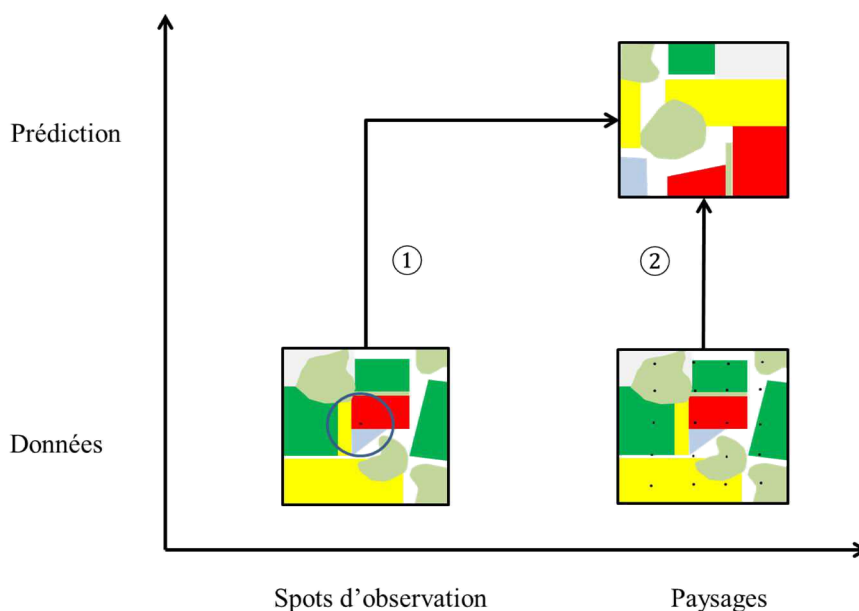 Prédiction
①
②
Données
Spots d'observation
Paysages